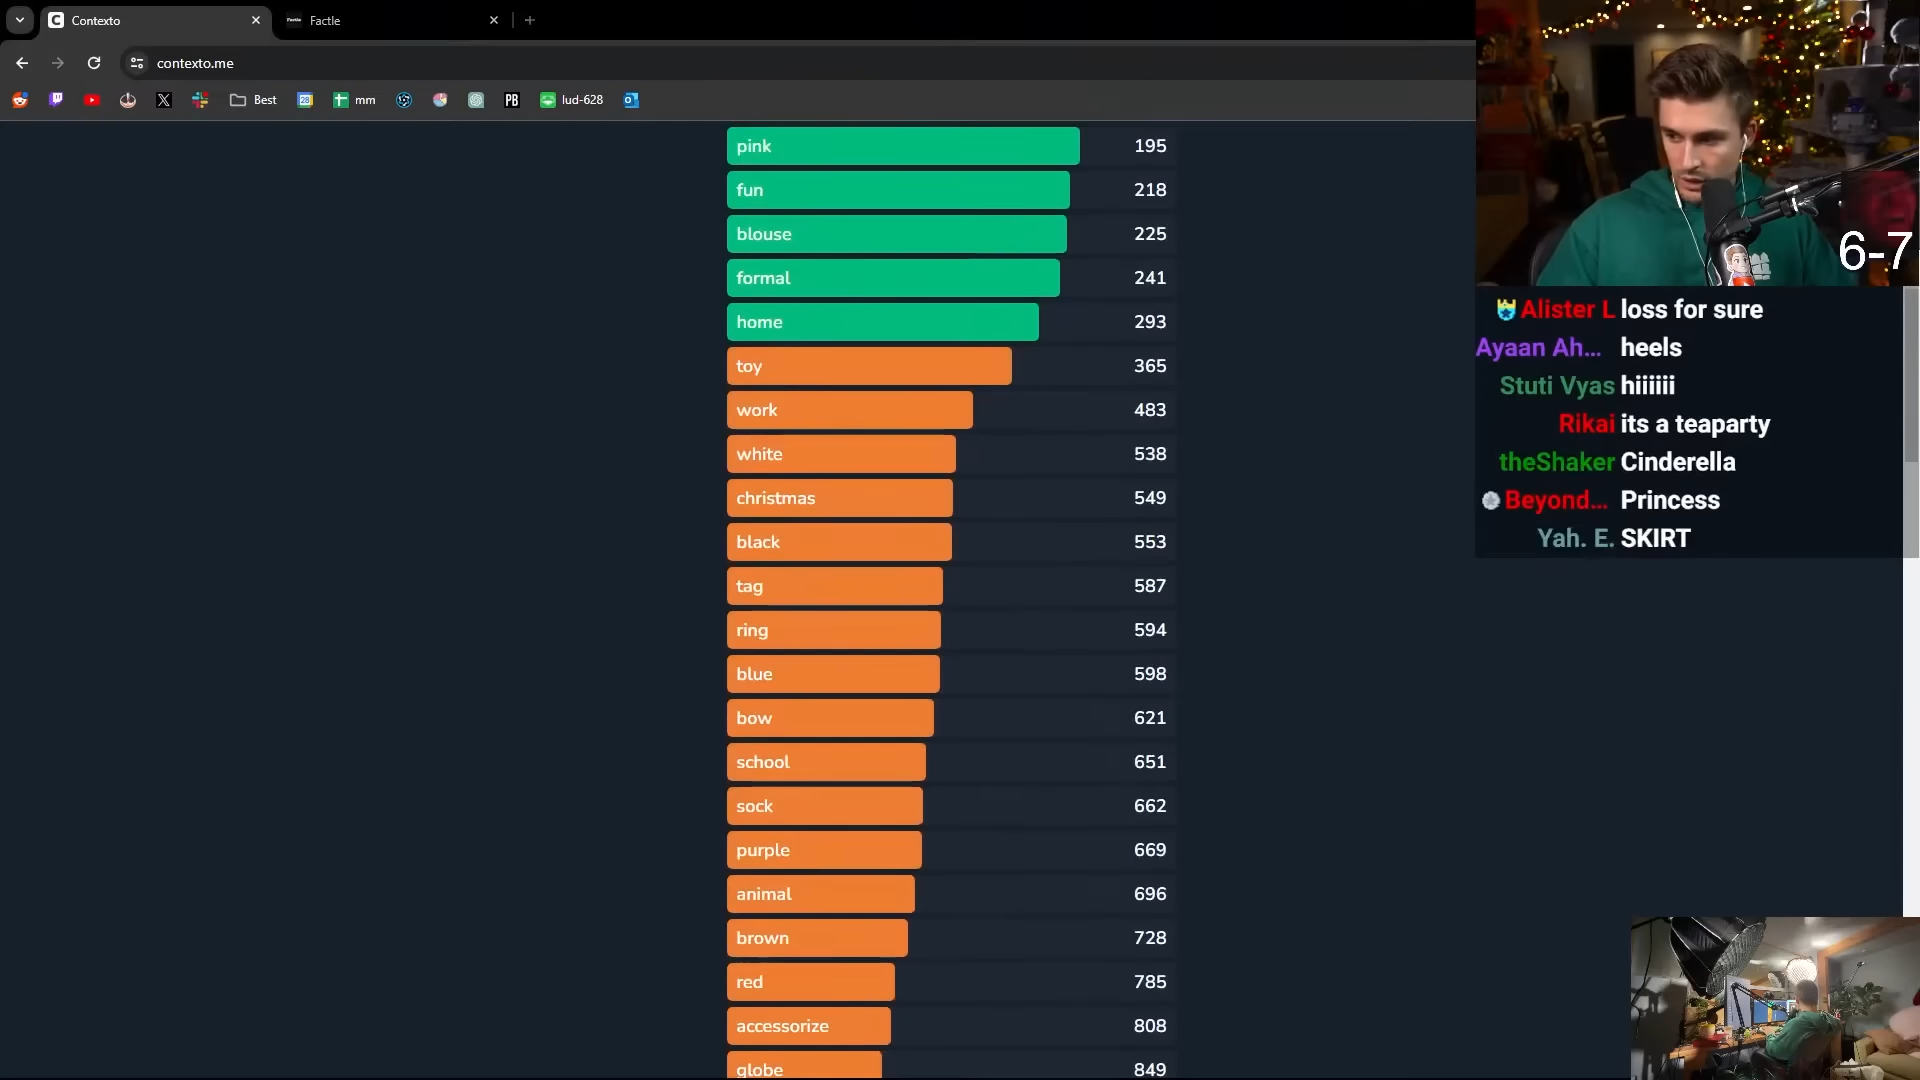 Contexto
Factle
contexto.me
Best
28
mm
PB
lud-628
pink 195
fun 218
blouse 225
formal 241
home 293
toy 365
work 483
white 538
christmas 549
black 553
tag 587
ring 594
blue 598
bow 621
school 651
sock 662
purple 669
animal 696
brown 728
red 785
accessorize 808
globe 849
6-7
Alister L loss for sure
Ayaan Ah... heels
Stuti Vyas hiiiiii
Rikai its a teaparty
theShaker Cinderella
Beyond... Princess
Yah. E. SKIRT